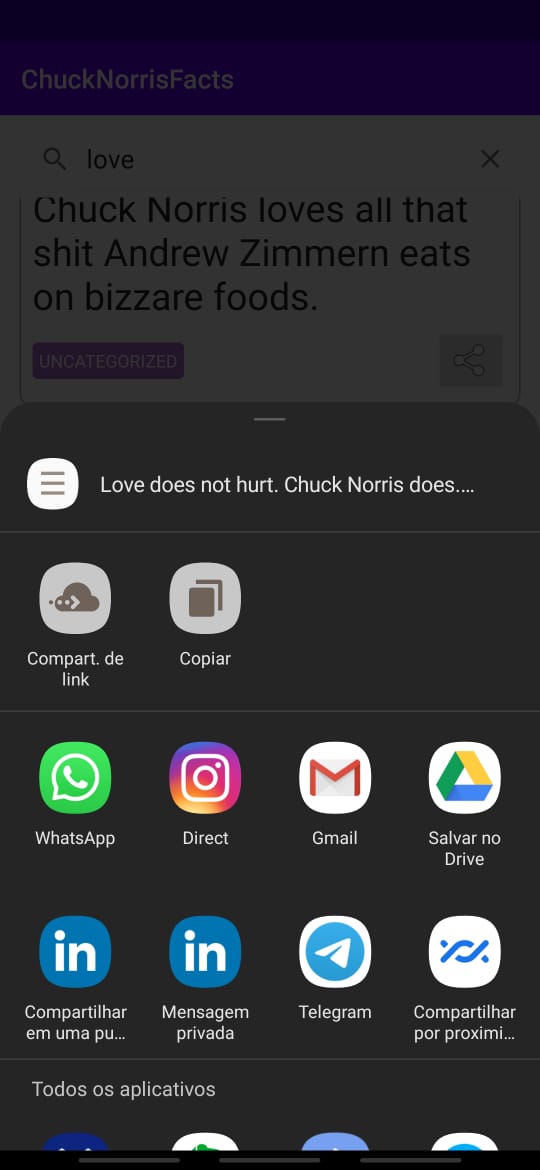 ChuckNorrisFacts
love
Chuck Norris loves all that
shit Andrew Zimmern eats
on bizzare foods.
UNCATEGORIZED
Love does not hurt. Chuck Norris does....
Compart. de
link
Copiar
WhatsApp
Direct
Gmail
Salvar no
Drive
Compartilhar
em uma pu...
Mensagem
privada
Telegram
Compartilhar
por proximi...
Todos os aplicativos